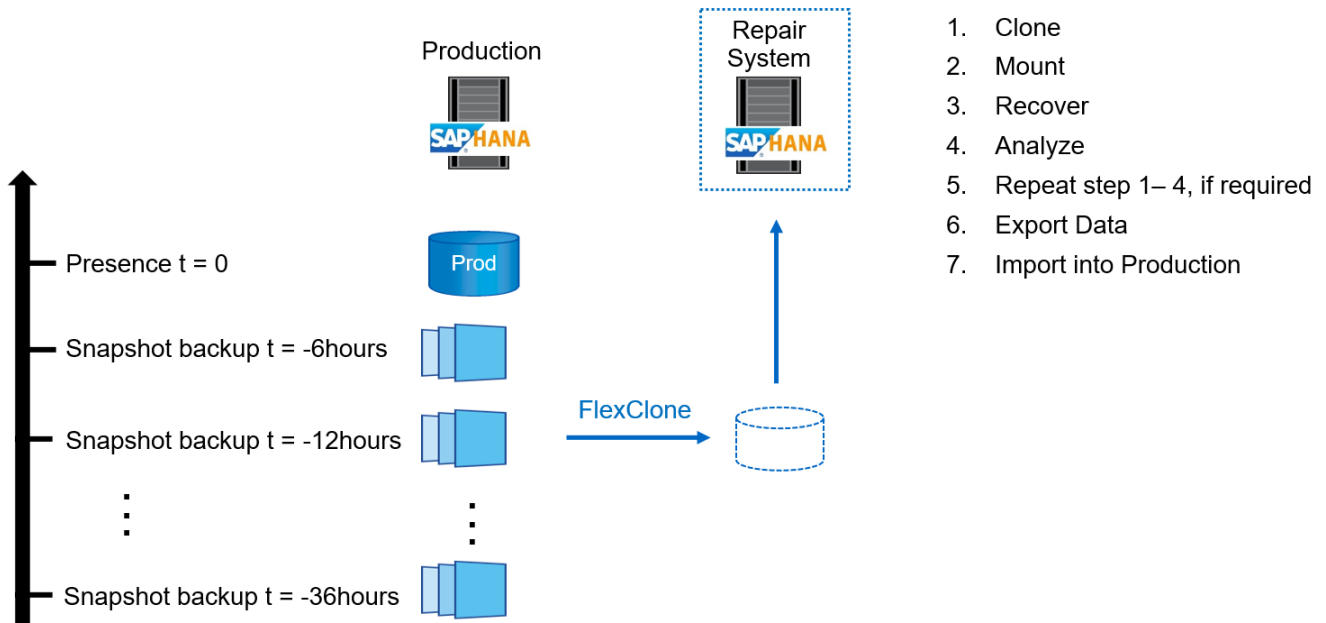 Production
SAP HANA
Repair
System
SAP HANA
Presence t = 0
Prod
Snapshot backup t = -6hours
Snapshot backup t = -12hours
FlexClone
Snapshot backup t = -36hours
1. Clone
2. Mount
3. Recover
4. Analyze
5. Repeat step 1– 4, if required
6. Export Data
7. Import into Production